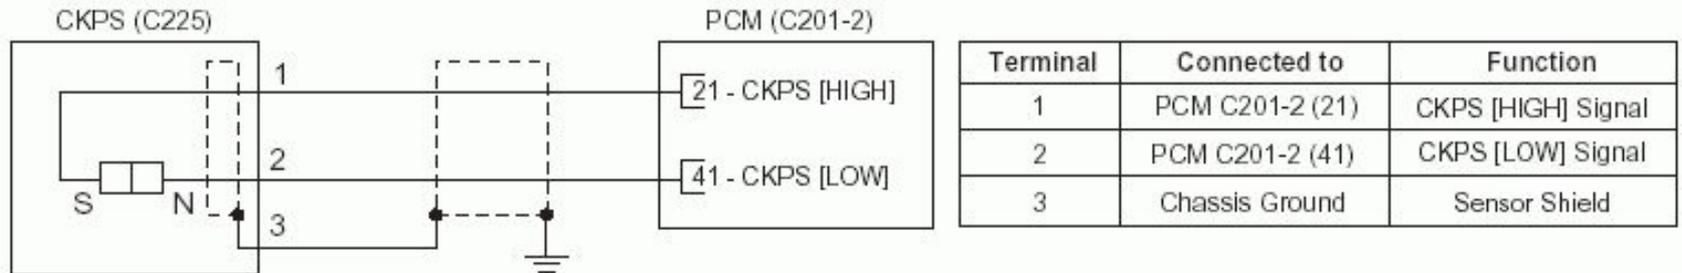 CKPS (C225)
PCM (C201-2)
1
21 - CKPS [HIGH]
2
41 - CKPS [LOW]
S
N
3
Terminal Connected to Function
1 PCM C201-2 (21) CKPS [HIGH] Signal
2 PCM C201-2 (41) CKPS [LOW] Signal
3 Chassis Ground Sensor Shield